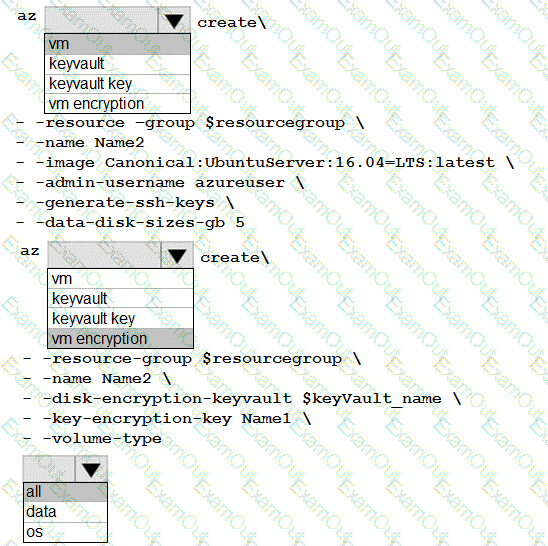 az create\
vm
keyvault
keyvault key
vm encryption
- -resource -group $resourcegroup \
- -name Name2
- -image Canonical:UbuntuServer:16.04=LTS:latest \
- -admin-username azureuser \
- -generate-ssh-keys \
- -data-disk-sizes-gb 5
az create\
vm
keyvault
keyvault key
vm encryption
- -resource-group $resourcegroup \
- -name Name2 \
- -disk-encryption-keyvault $keyVault_name \
- -key-encryption-key Name1 \
- -volume-type
all
data
os